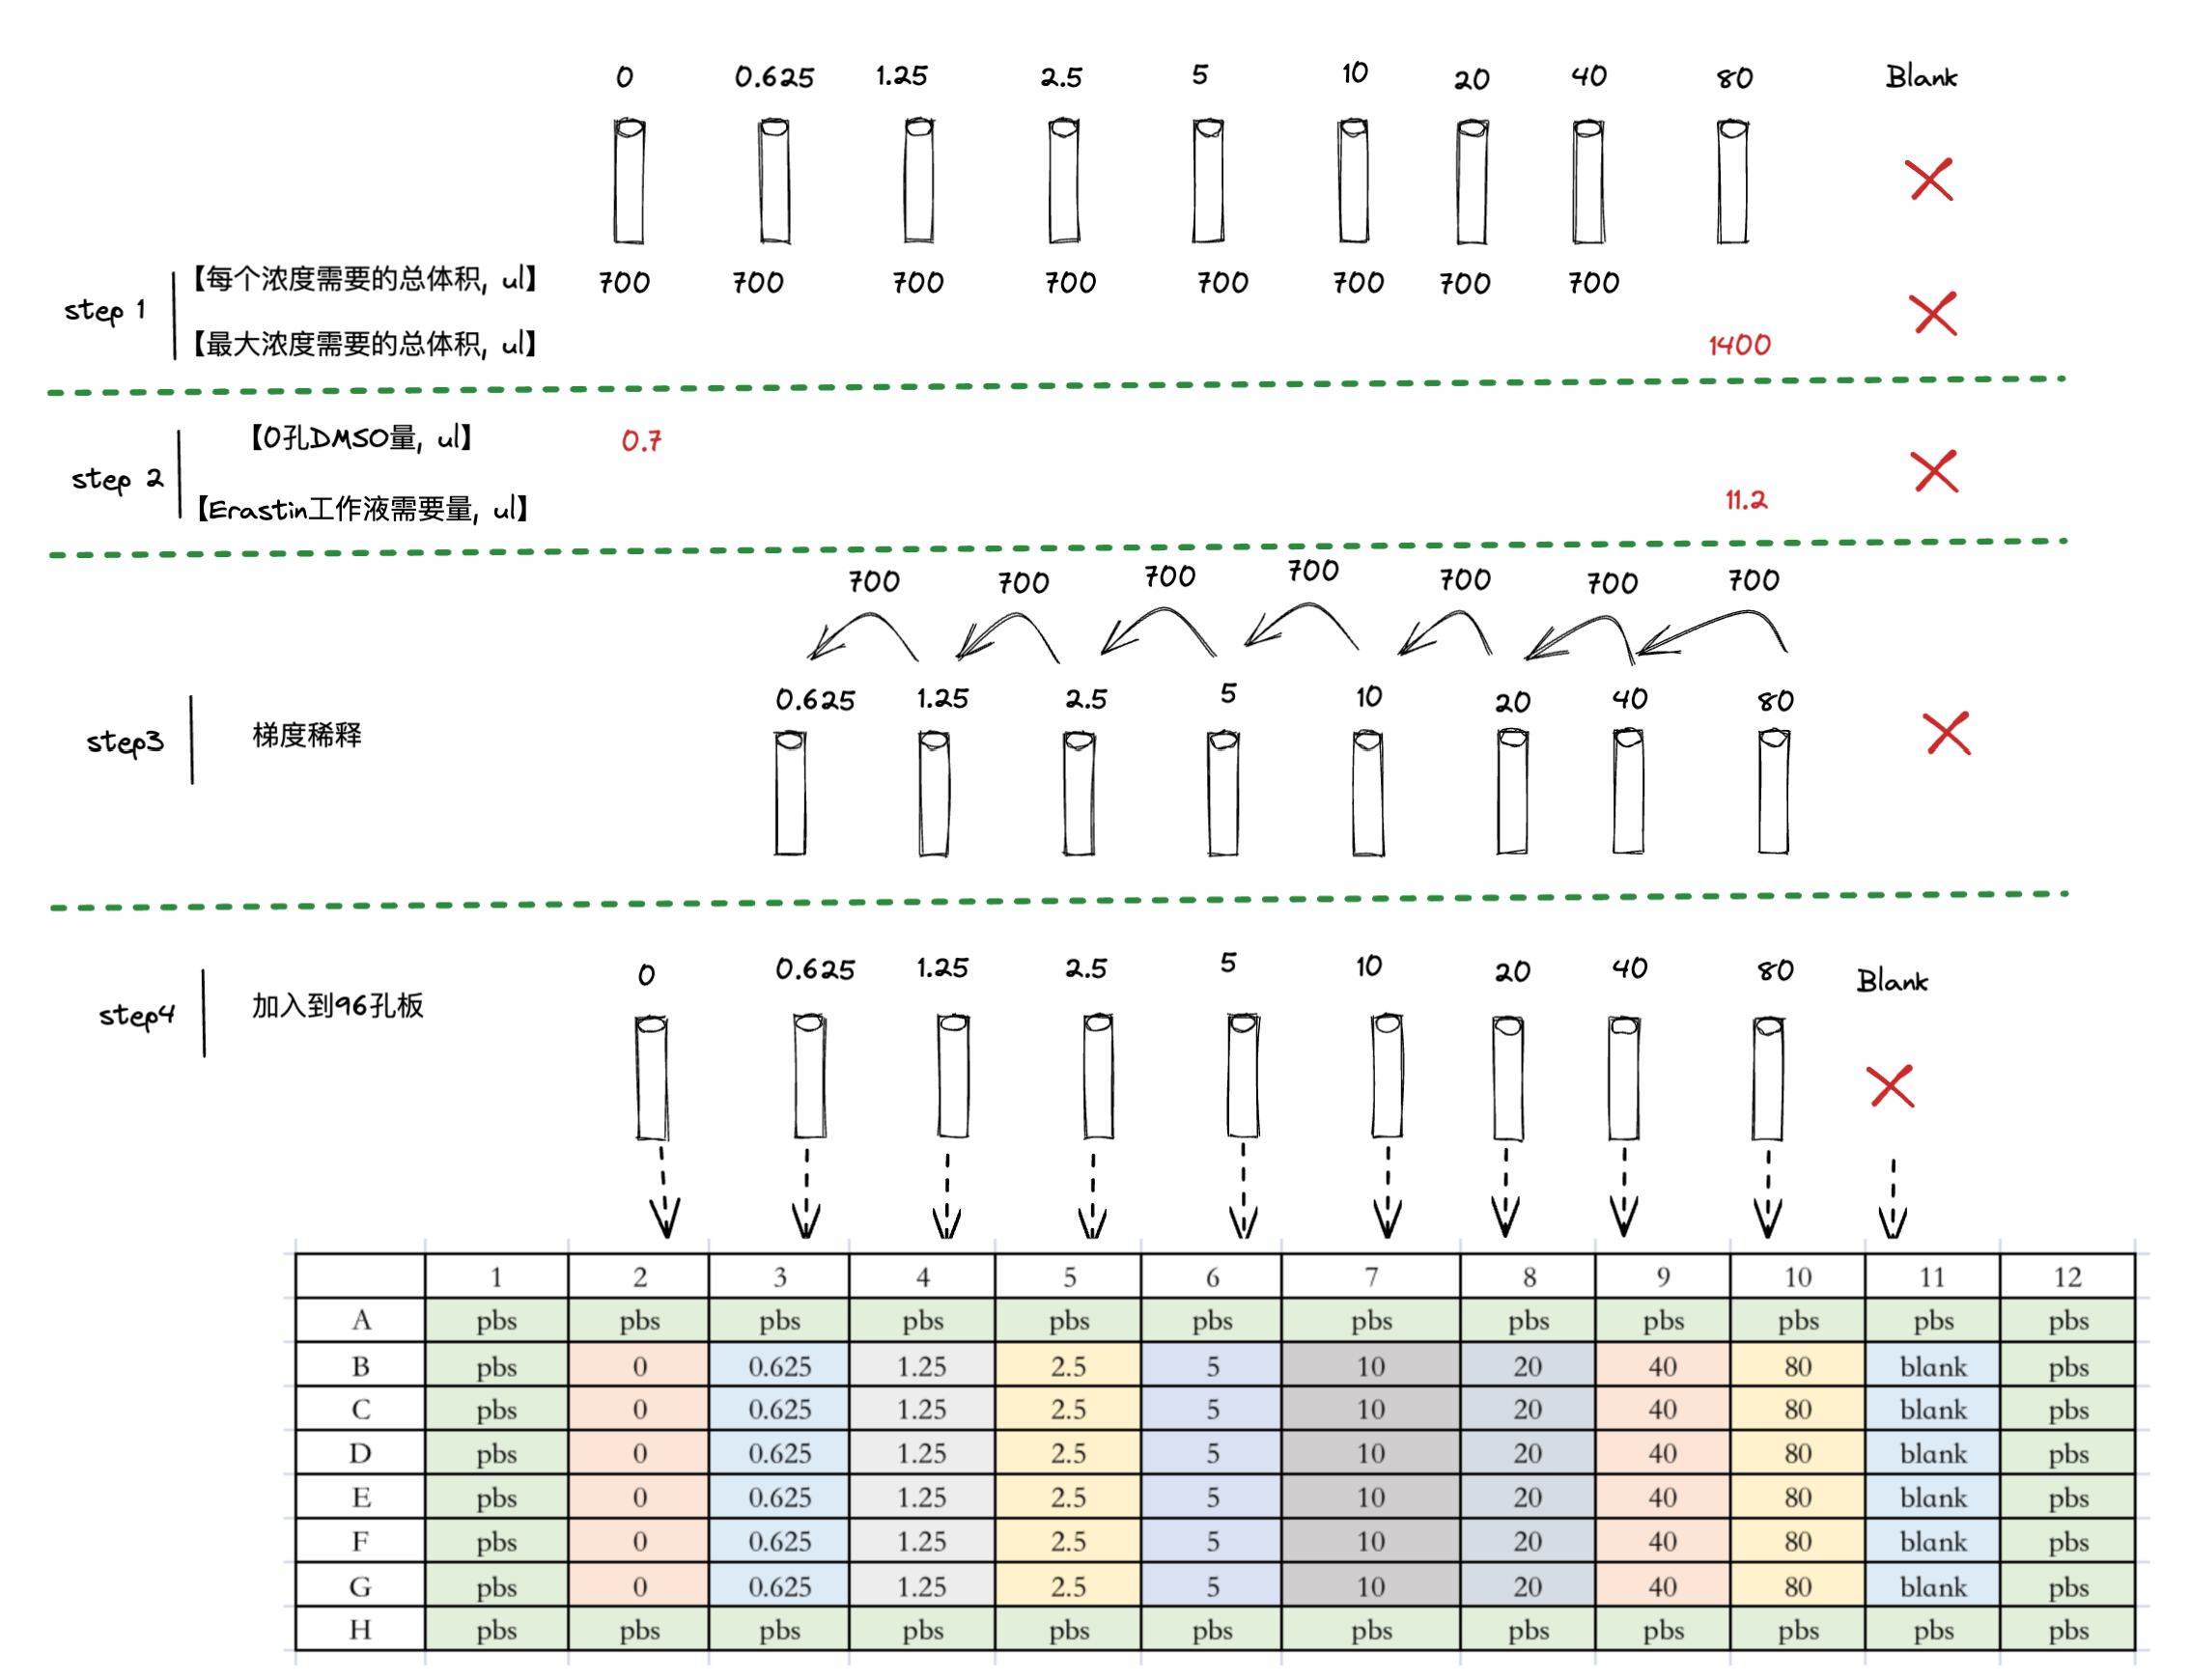 0 0.625 1.25 2.5 5 10 20 40 80 Blank
step 1
【每个浓度需要的总体积, ul】 700 700 700 700 700 700 700 700
【最大浓度需要的总体积, ul】 1400
step 2
【0孔DMSO量, ul】 0.7
【Erastin工作液需要量, ul】 11.2
700 700 700 700 700 700 700
0.625 1.25 2.5 5 10 20 40 80
step3 梯度稀释
0 0.625 1.25 2.5 5 10 20 40 80 Blank
step4 加入到96孔板
1 2 3 4 5 6 7 8 9 10 11 12
A pbs pbs pbs pbs pbs pbs pbs pbs pbs pbs pbs pbs
B pbs 0 0.625 1.25 2.5 5 10 20 40 80 blank pbs
C pbs 0 0.625 1.25 2.5 5 10 20 40 80 blank pbs
D pbs 0 0.625 1.25 2.5 5 10 20 40 80 blank pbs
E pbs 0 0.625 1.25 2.5 5 10 20 40 80 blank pbs
F pbs 0 0.625 1.25 2.5 5 10 20 40 80 blank pbs
G pbs 0 0.625 1.25 2.5 5 10 20 40 80 blank pbs
H pbs pbs pbs pbs pbs pbs pbs pbs pbs pbs pbs pbs